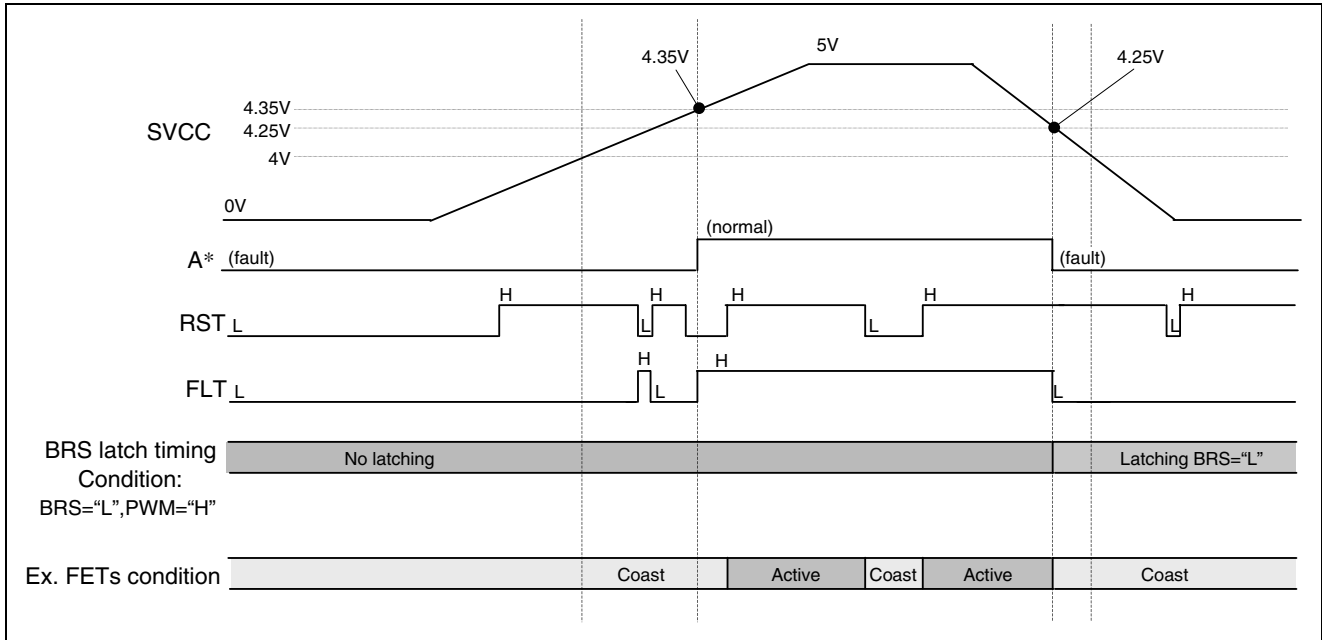 5V
4.35V
4.25V
4.35V
4.25V
4V
SVCC
0V
(normal)
A* (fault)
(fault)
H
H
H
H
H
RST L
L
L
L
H
H
FLT L
L
L
BRS latch timing
No latching
Latching BRS=“L”
Condition:
BRS=“L”,PWM=“H”
Ex. FETs condition
Coast
Active
Coast
Active
Coast